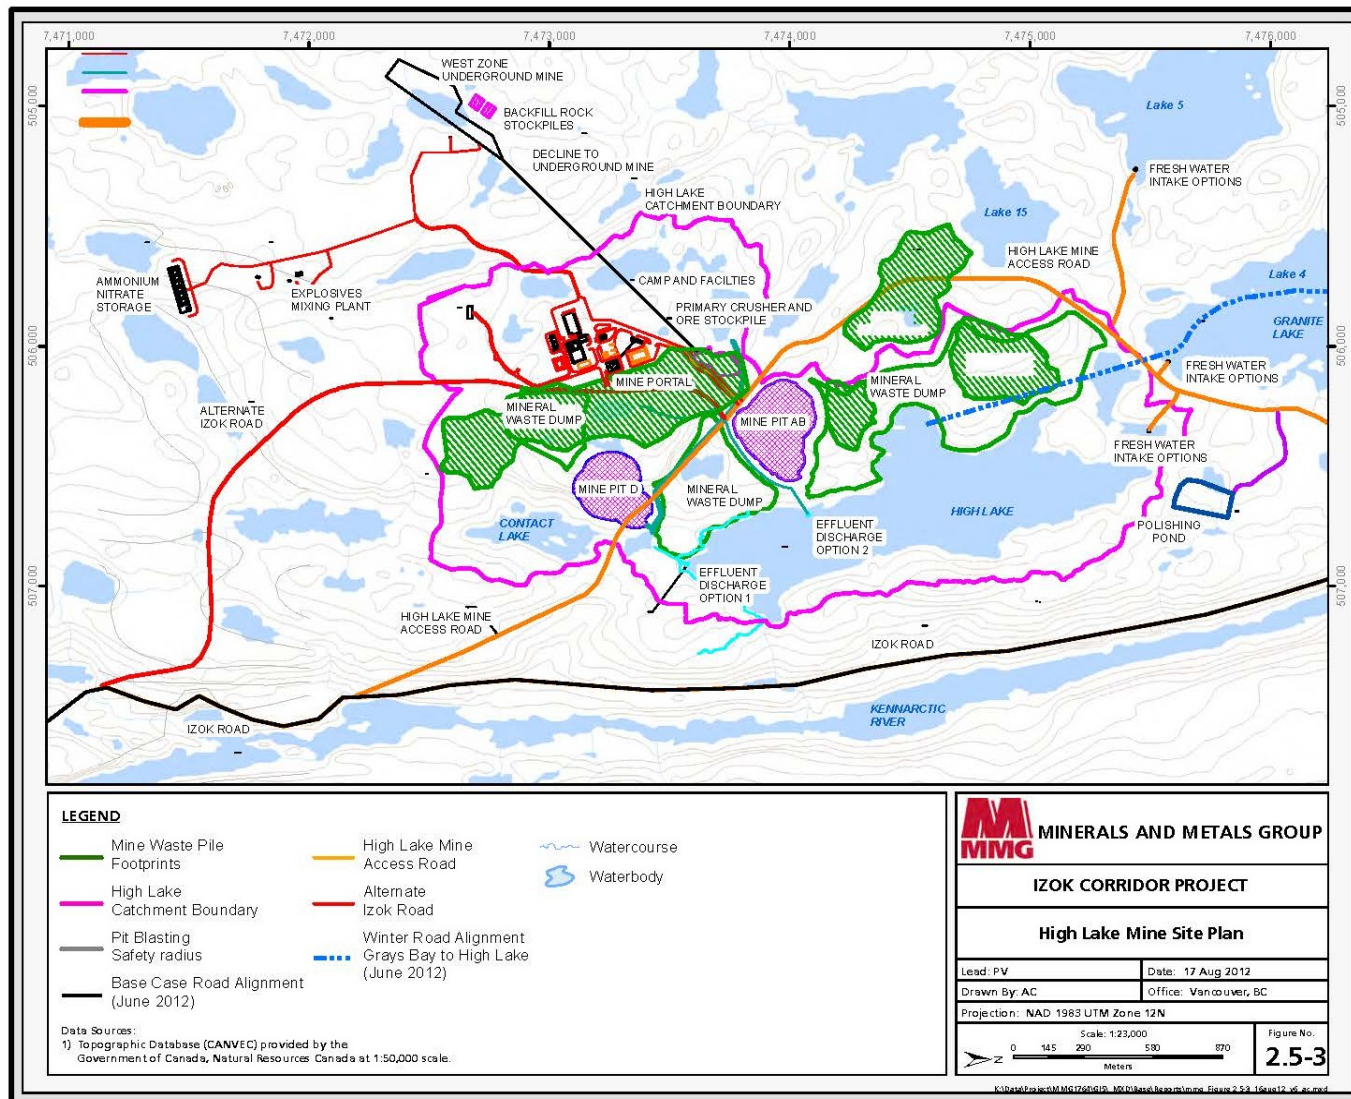 7,471,000
7,472,000
7,473,000
7,474,000
7,475,000
7,476,000
505,000
505,000
WEST ZONE
UNDERGROUND MINE
BACKFILL ROCK
STOCKPILES
DECLINE TO
UNDERGROUND MINE
HIGH LAKE
CATCHMENT BOUNDARY
Lake 5
FRESH WATER
INTAKE OPTIONS
Lake 15
HIGH LAKE MINE
ACCESS ROAD
AMMONIUM
NITRATE
STORAGE
EXPLOSIVES
MIXING PLANT
CAMP AND FACILTIES
PRIMARY CRUSHER AND
ORE STOCKPILE
Lake 4
GRANITE
LAKE
506,000
506,000
MINE PORTAL
MINERAL
WASTE DUMP
FRESH WATER
INTAKE OPTIONS
ALTERNATE
IZOK ROAD
MINERAL
WASTE DUMP
MINE PIT AB
FRESH WATER
INTAKE OPTIONS
MINE PIT D
MINERAL
WASTE DUMP
CONTACT
LAKE
EFFLUENT
DISCHARGE
OPTION 2
HIGH LAKE
POLISHING
POND
EFFLUENT
DISCHARGE
OPTION 1
507,000
507,000
HIGH LAKE MINE
ACCESS ROAD
IZOK ROAD
KENNARCTIC
RIVER
IZOK ROAD
LEGEND
Mine Waste Pile
Footprints
High Lake
Catchment Boundary
Pit Blasting
Safety radius
Base Case Road Alignment
(June 2012)
High Lake Mine
Access Road
Alternate
Izok Road
Winter Road Alignment
Grays Bay to High Lake
(June 2012)
Watercourse
Waterbody
Data Sources:
1) Topographic Database (CANVEC) provided by the
Government of Canada, Natural Resources Canada at 1:50,000 scale.
MMG
MINERALS AND METALS GROUP
IZOK CORRIDOR PROJECT
High Lake Mine Site Plan
Lead: PV
Date: 17 Aug 2012
Drawn By: AC
Office: Vancouver, BC
Projection: NAD 1983 UTM Zone 12N
Scale: 1:23,000
0 145 290 580 870
Meters
N
Figure No.
2.5-3